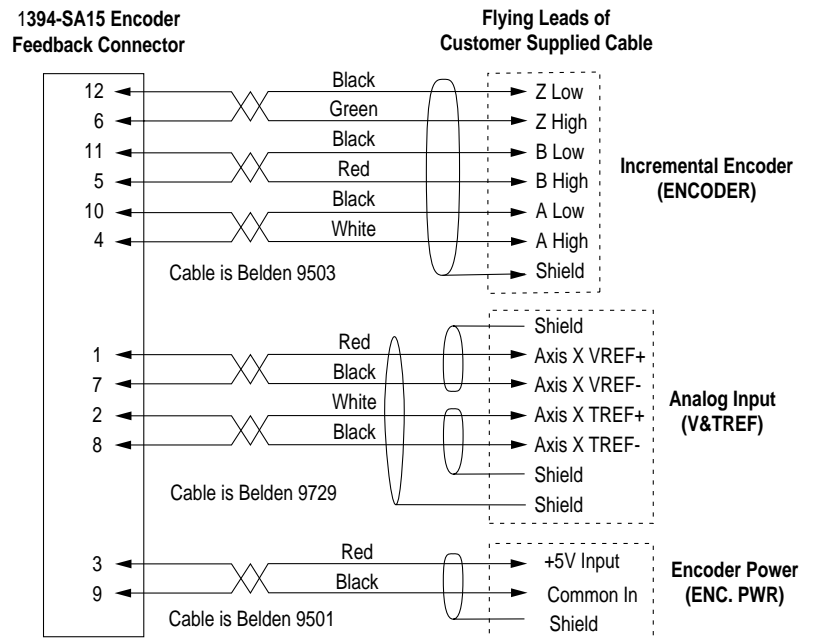 1394-SA15 Encoder
Feedback Connector
Flying Leads of
Customer Supplied Cable
12 Black Z Low
6 Green Z High
11 Black B Low
5 Red B High
10 Black A Low
4 White A High
Shield
Cable is Belden 9503
Incremental Encoder
(ENCODER)
Shield
1 Red Axis X VREF+
7 Black Axis X VREF-
2 White Axis X TREF+
8 Black Axis X TREF-
Shield
Shield
Cable is Belden 9729
Analog Input
(V&TREF)
3 Red +5V Input
9 Black Common In
Shield
Cable is Belden 9501
Encoder Power
(ENC. PWR)